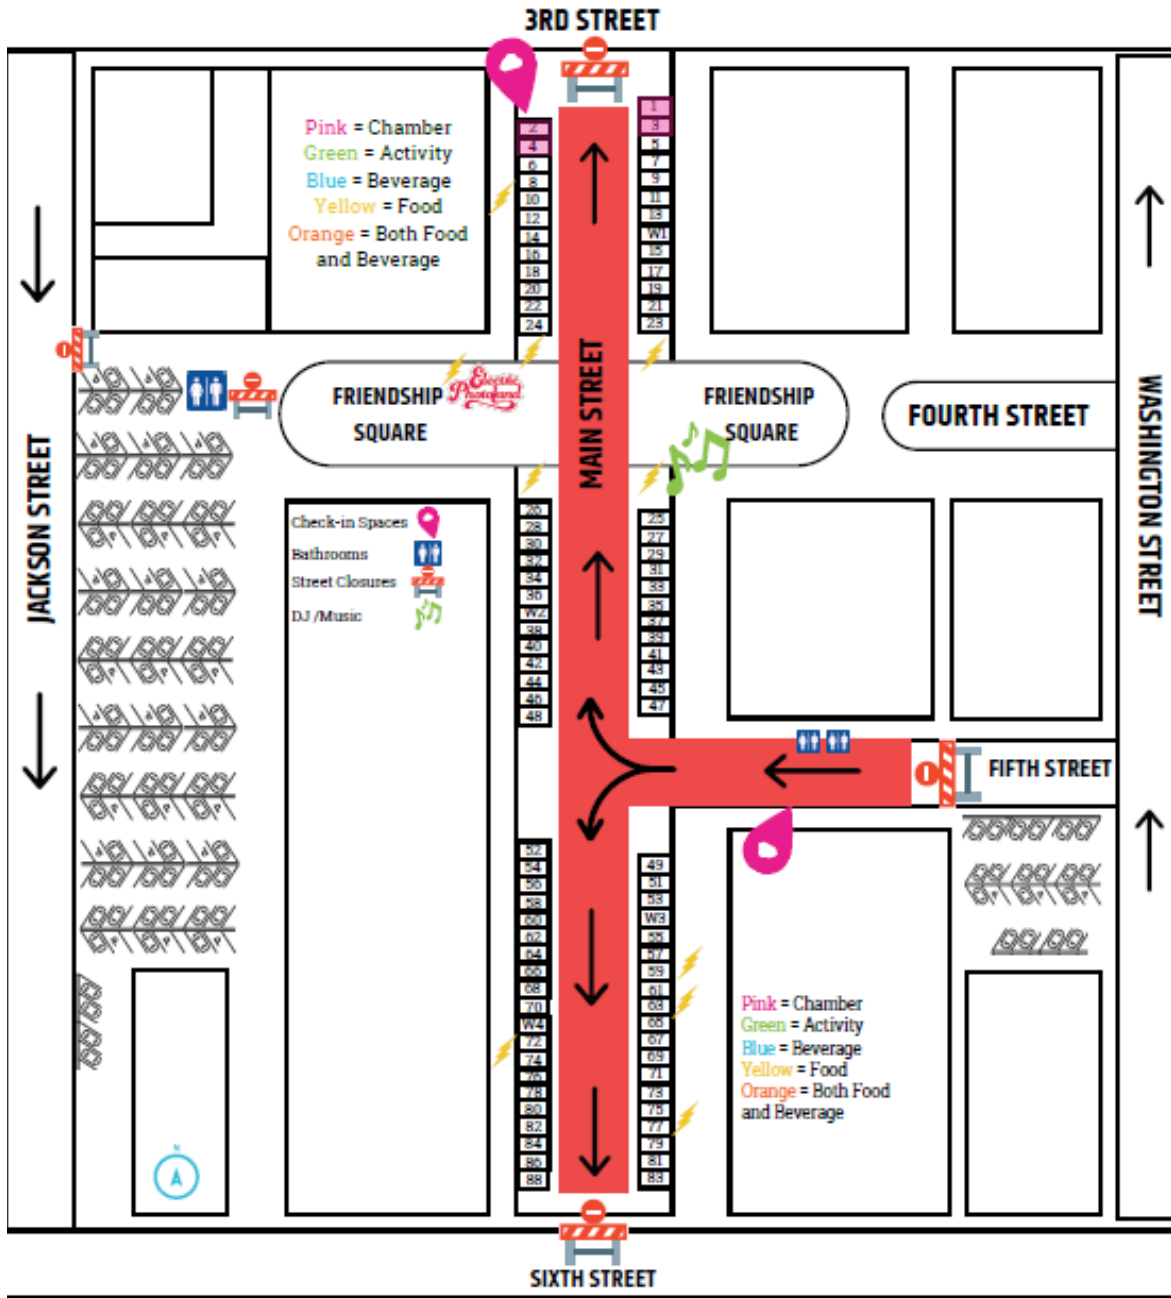 3RD STREET
Pink = Chamber
Green = Activity
Blue = Beverage
Yellow = Food
Orange = Both Food
and Beverage
2
4
6
8
10
12
14
16
18
20
22
24
1
3
5
7
9
11
13
W1
15
17
19
21
23
MAIN STREET
FRIENDSHIP
SQUARE
Electric
Photoland
FRIENDSHIP
SQUARE
FOURTH STREET
JACKSON STREET
WASHINGTON STREET
Check-in Spaces
Bathrooms
Street Closures
DJ /Music
26
28
30
32
34
36
W2
38
40
42
44
46
48
25
27
29
31
33
35
37
39
41
43
45
47
FIFTH STREET
52
54
56
58
60
62
64
66
68
70
W4
72
74
76
78
80
82
84
86
88
49
51
53
W3
55
57
59
61
63
65
67
69
71
73
75
77
79
81
83
Pink = Chamber
Green = Activity
Blue = Beverage
Yellow = Food
Orange = Both Food
and Beverage
N
SIXTH STREET